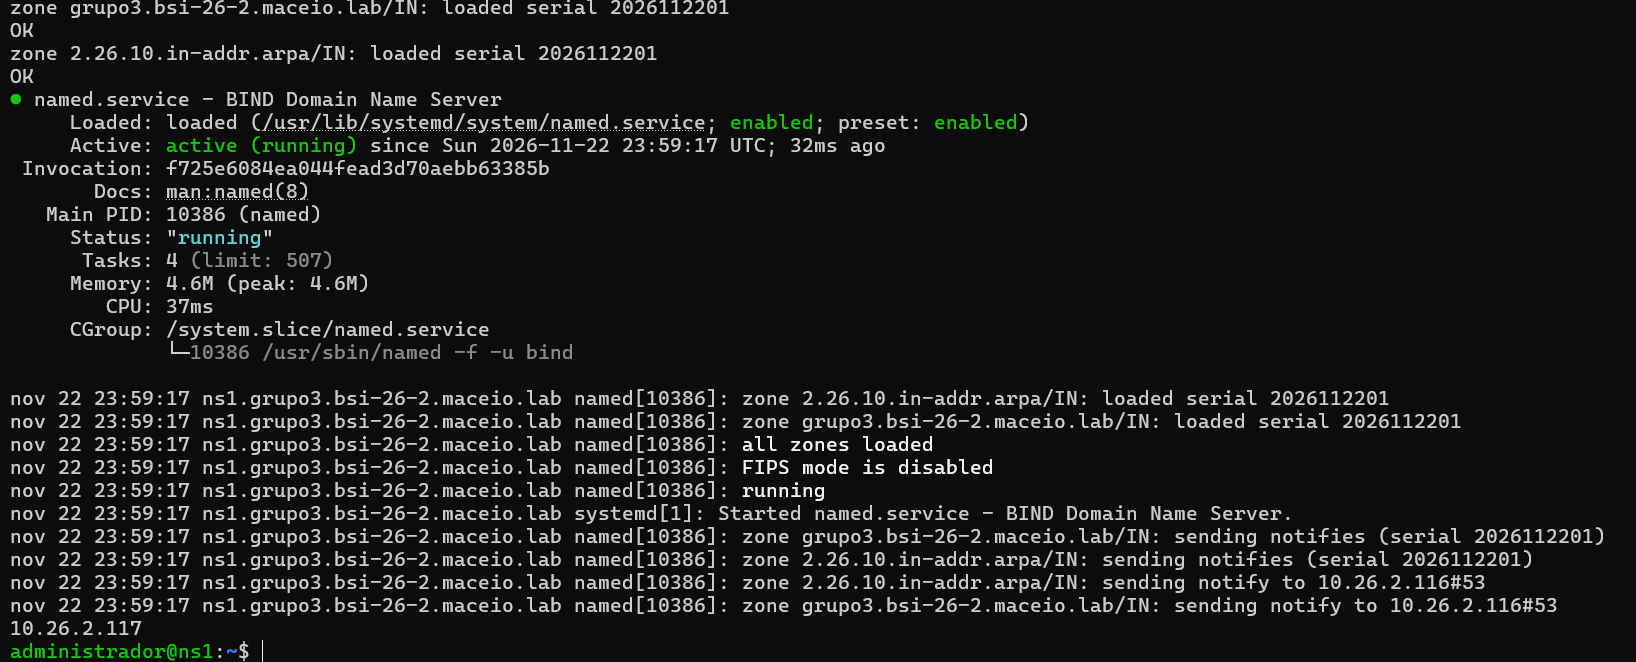 zone grupo3.bsi-26-2.maceio.lab/IN: loaded serial 2026112201
OK
zone 2.26.10.in-addr.arpa/IN: loaded serial 2026112201
OK
● named.service - BIND Domain Name Server
     Loaded: loaded (/usr/lib/systemd/system/named.service; enabled; preset: enabled)
     Active: active (running) since Sun 2026-11-22 23:59:17 UTC; 32ms ago
 Invocation: f725e6084ea044fead3d70aebb63385b
       Docs: man:named(8)
   Main PID: 10386 (named)
     Status: "running"
      Tasks: 4 (limit: 507)
     Memory: 4.6M (peak: 4.6M)
        CPU: 37ms
     CGroup: /system.slice/named.service
             └─10386 /usr/sbin/named -f -u bind
nov 22 23:59:17 ns1.grupo3.bsi-26-2.maceio.lab named[10386]: zone 2.26.10.in-addr.arpa/IN: loaded serial 2026112201
nov 22 23:59:17 ns1.grupo3.bsi-26-2.maceio.lab named[10386]: zone grupo3.bsi-26-2.maceio.lab/IN: loaded serial 2026112201
nov 22 23:59:17 ns1.grupo3.bsi-26-2.maceio.lab named[10386]: all zones loaded
nov 22 23:59:17 ns1.grupo3.bsi-26-2.maceio.lab named[10386]: FIPS mode is disabled
nov 22 23:59:17 ns1.grupo3.bsi-26-2.maceio.lab named[10386]: running
nov 22 23:59:17 ns1.grupo3.bsi-26-2.maceio.lab systemd[1]: Started named.service - BIND Domain Name Server.
nov 22 23:59:17 ns1.grupo3.bsi-26-2.maceio.lab named[10386]: zone grupo3.bsi-26-2.maceio.lab/IN: sending notifies (serial 2026112201)
nov 22 23:59:17 ns1.grupo3.bsi-26-2.maceio.lab named[10386]: zone 2.26.10.in-addr.arpa/IN: sending notifies (serial 2026112201)
nov 22 23:59:17 ns1.grupo3.bsi-26-2.maceio.lab named[10386]: zone 2.26.10.in-addr.arpa/IN: sending notify to 10.26.2.116#53
nov 22 23:59:17 ns1.grupo3.bsi-26-2.maceio.lab named[10386]: zone grupo3.bsi-26-2.maceio.lab/IN: sending notify to 10.26.2.116#53
10.26.2.117
administrador@ns1:~$